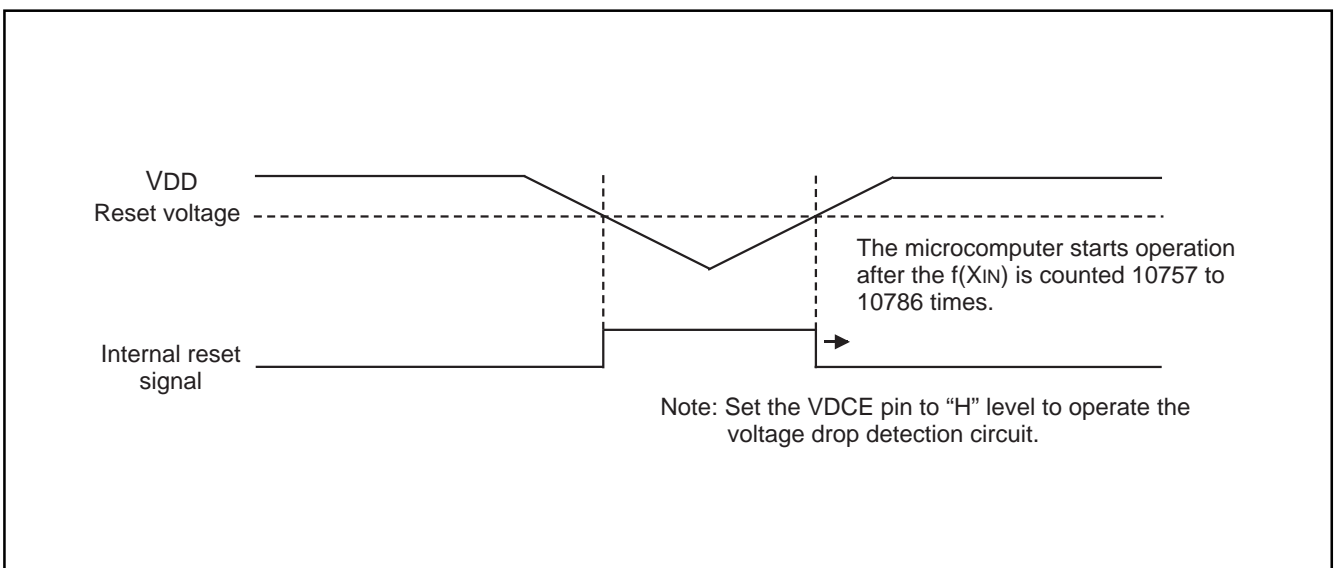 VDD
Reset voltage
The microcomputer starts operation
after the f(XIN) is counted 10757 to
10786 times.
Internal reset
signal
Note: Set the VDCE pin to “H” level to operate the
voltage drop detection circuit.